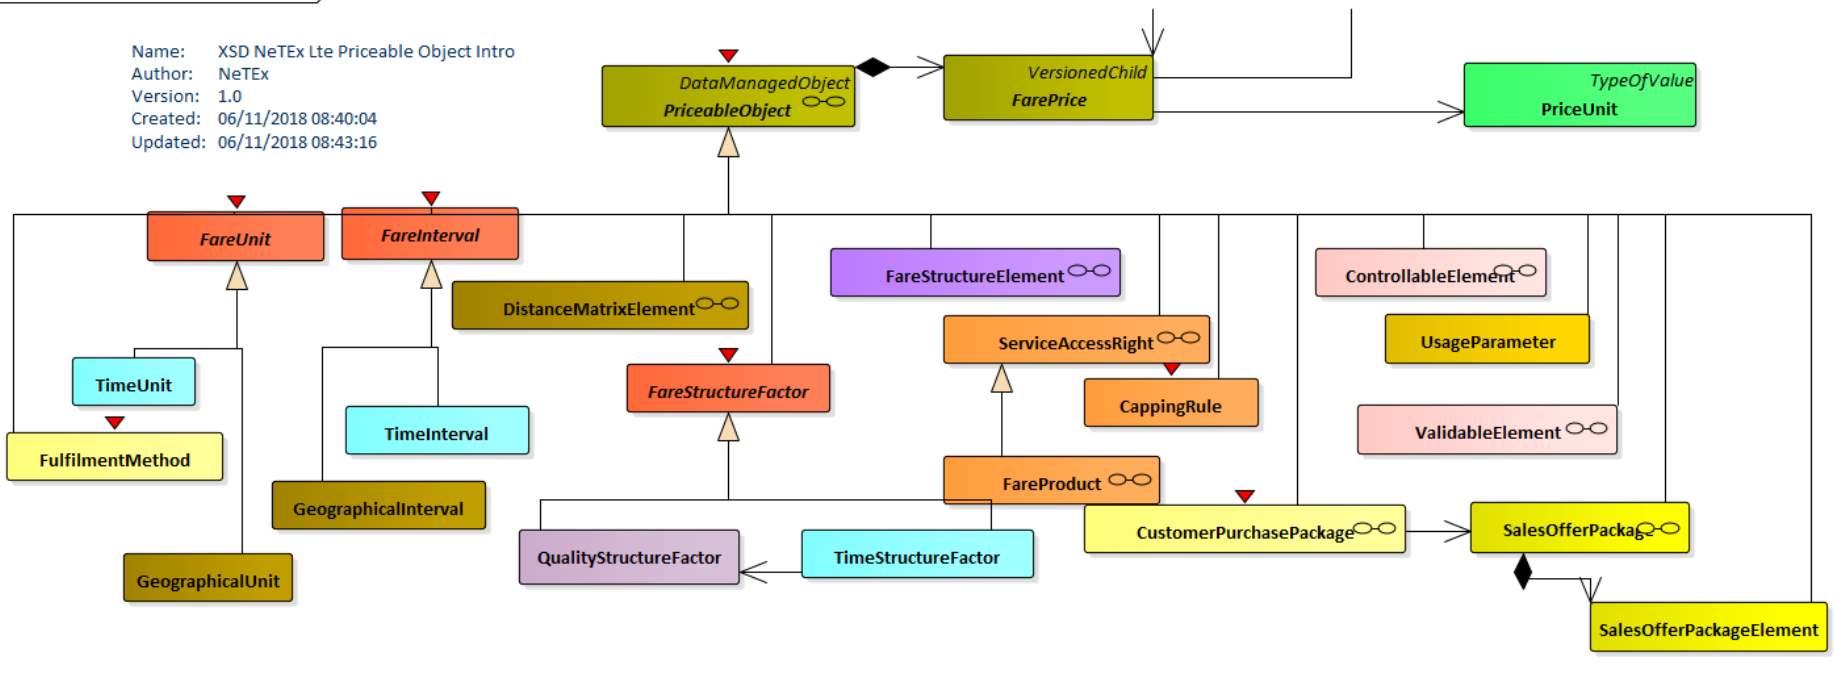 Name: XSD NeTEx Lte Priceable Object Intro
Author: NeTEx
Version: 1.0
Created: 06/11/2018 08:40:04
Updated: 06/11/2018 08:43:16
DataManagedObject
PriceableObject
VersionedChild
FarePrice
TypeOfValue
PriceUnit
FareUnit
FareInterval
DistanceMatrixElement
FareStructureElement
ControllableElement
ServiceAccessRight
UsageParameter
TimeUnit
FareStructureFactor
CappingRule
TimeInterval
ValidableElement
FulfilmentMethod
GeographicalInterval
FareProduct
CustomerPurchasePackage
SalesOfferPackage
QualityStructureFactor
TimeStructureFactor
GeographicalUnit
SalesOfferPackageElement